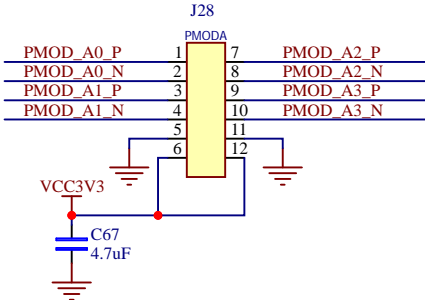 J28
PMODA
PMOD_A0_P 1 7 PMOD_A2_P
PMOD_A0_N 2 8 PMOD_A2_N
PMOD_A1_P 3 9 PMOD_A3_P
PMOD_A1_N 4 10 PMOD_A3_N
5 11
6 12
VCC3V3
C67
4.7uF